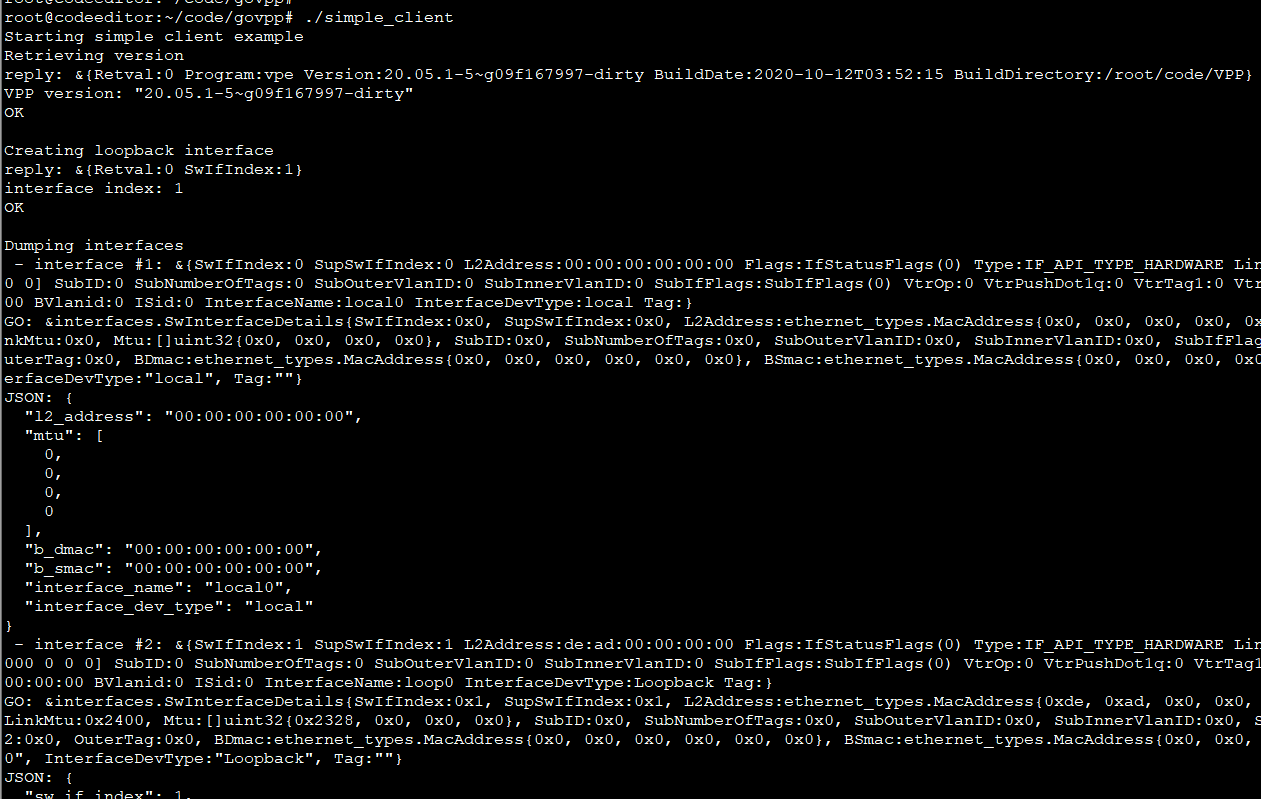 root@codeeditor:~/code/govpp#
root@codeeditor:~/code/govpp# ./simple_client
Starting simple client example
Retrieving version
reply: &{Retval:0 Program:vpe Version:20.05.1-5~g09f167997-dirty BuildDate:2020-10-12T03:52:15 BuildDirectory:/root/code/VPP}
VPP version: "20.05.1-5~g09f167997-dirty"
OK
Creating loopback interface
reply: &{Retval:0 SwIfIndex:1}
interface index: 1
OK
Dumping interfaces
- interface #1: &{SwIfIndex:0 SupSwIfIndex:0 L2Address:00:00:00:00:00:00 Flags:IfStatusFlags(0) Type:IF_API_TYPE_HARDWARE Lin
0 0] SubID:0 SubNumberOfTags:0 SubOuterVlanID:0 SubInnerVlanID:0 SubIfFlags:SubIfFlags(0) VtrOp:0 VtrPushDot1q:0 VtrTag1:0 Vtr
00 BVlanid:0 ISid:0 InterfaceName:local0 InterfaceDevType:local Tag:}
GO: &interfaces.SwInterfaceDetails{SwIfIndex:0x0, SupSwIfIndex:0x0, L2Address:ethernet_types.MacAddress{0x0, 0x0, 0x0, 0x0, 0x
nkMtu:0x0, Mtu:[]uint32{0x0, 0x0, 0x0, 0x0}, SubID:0x0, SubNumberOfTags:0x0, SubOuterVlanID:0x0, SubInnerVlanID:0x0, SubIfFlag
uterTag:0x0, BDmac:ethernet_types.MacAddress{0x0, 0x0, 0x0, 0x0, 0x0, 0x0}, BSmac:ethernet_types.MacAddress{0x0, 0x0, 0x0, 0x0
erfaceDevType:"local", Tag:""}
JSON: {
"l2_address": "00:00:00:00:00:00",
"mtu": [
0,
0,
0,
0
],
"b_dmac": "00:00:00:00:00:00",
"b_smac": "00:00:00:00:00:00",
"interface_name": "local0",
"interface_dev_type": "local"
}
- interface #2: &{SwIfIndex:1 SupSwIfIndex:1 L2Address:de:ad:00:00:00:00 Flags:IfStatusFlags(0) Type:IF_API_TYPE_HARDWARE Lin
000 0 0 0] SubID:0 SubNumberOfTags:0 SubOuterVlanID:0 SubInnerVlanID:0 SubIfFlags:SubIfFlags(0) VtrOp:0 VtrPushDot1q:0 VtrTag1
00:00:00 BVlanid:0 ISid:0 InterfaceName:loop0 InterfaceDevType:Loopback Tag:}
GO: &interfaces.SwInterfaceDetails{SwIfIndex:0x1, SupSwIfIndex:0x1, L2Address:ethernet_types.MacAddress{0xde, 0xad, 0x0, 0x0,
LinkMtu:0x2400, Mtu:[]uint32{0x2328, 0x0, 0x0, 0x0}, SubID:0x0, SubNumberOfTags:0x0, SubOuterVlanID:0x0, SubInnerVlanID:0x0, S
2:0x0, OuterTag:0x0, BDmac:ethernet_types.MacAddress{0x0, 0x0, 0x0, 0x0, 0x0, 0x0}, BSmac:ethernet_types.MacAddress{0x0, 0x0,
0", InterfaceDevType:"Loopback", Tag:""}
JSON: {
"sw_if_index": 1,